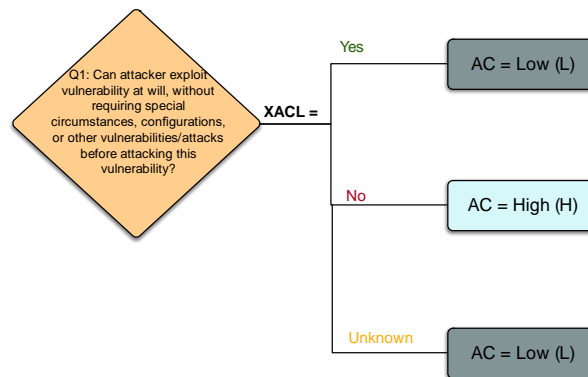 Q1: Can attacker exploit
vulnerability at will, without
requiring special
circumstances, configurations,
or other vulnerabilities/attacks
before attacking this
vulnerability?
XACL =
Yes
AC = Low (L)
No
AC = High (H)
Unknown
AC = Low (L)